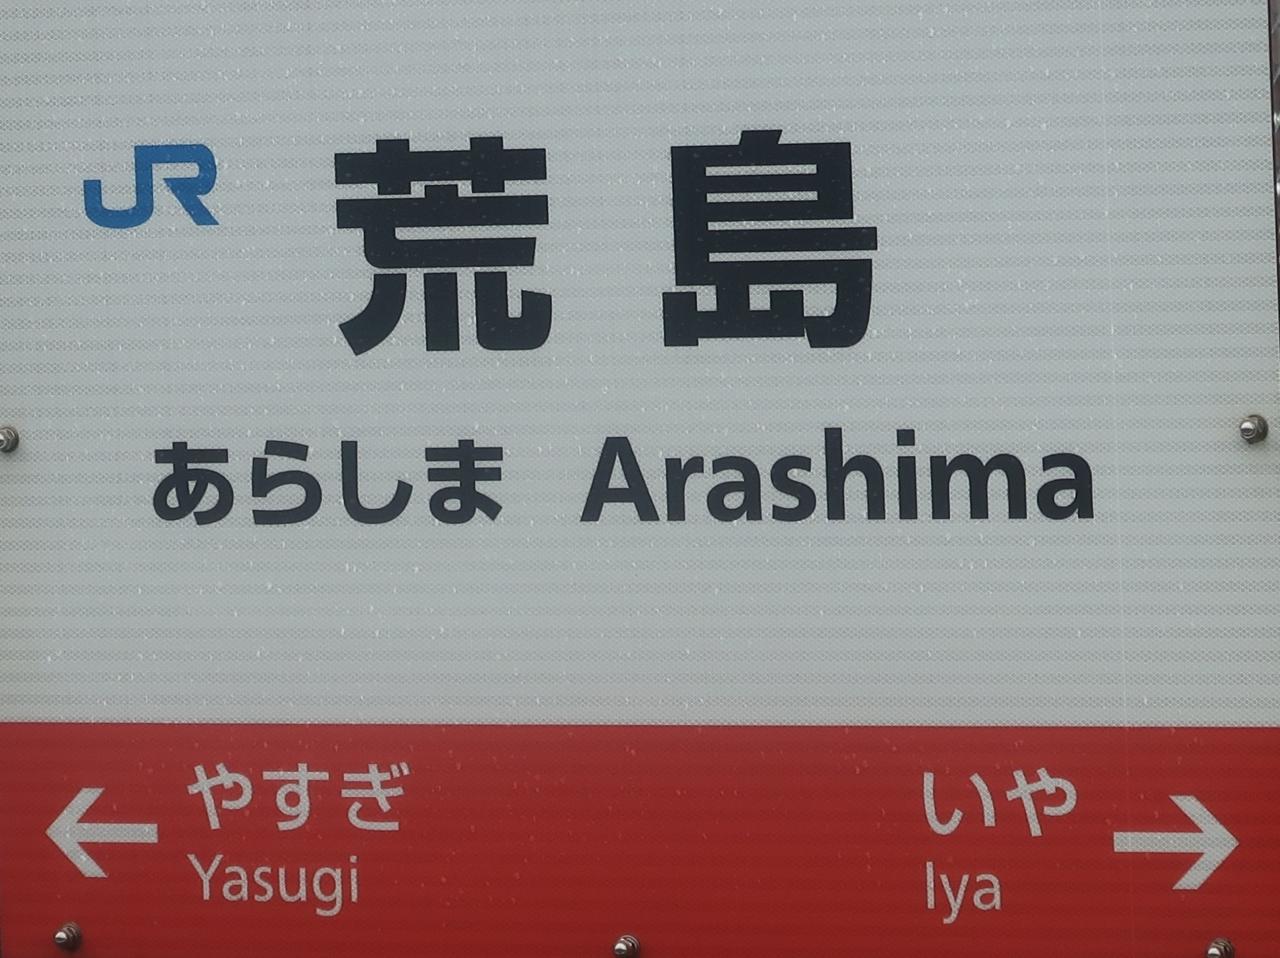 JR 荒島
あらしま Arashima
← やすぎ いや →
Yasugi Iya